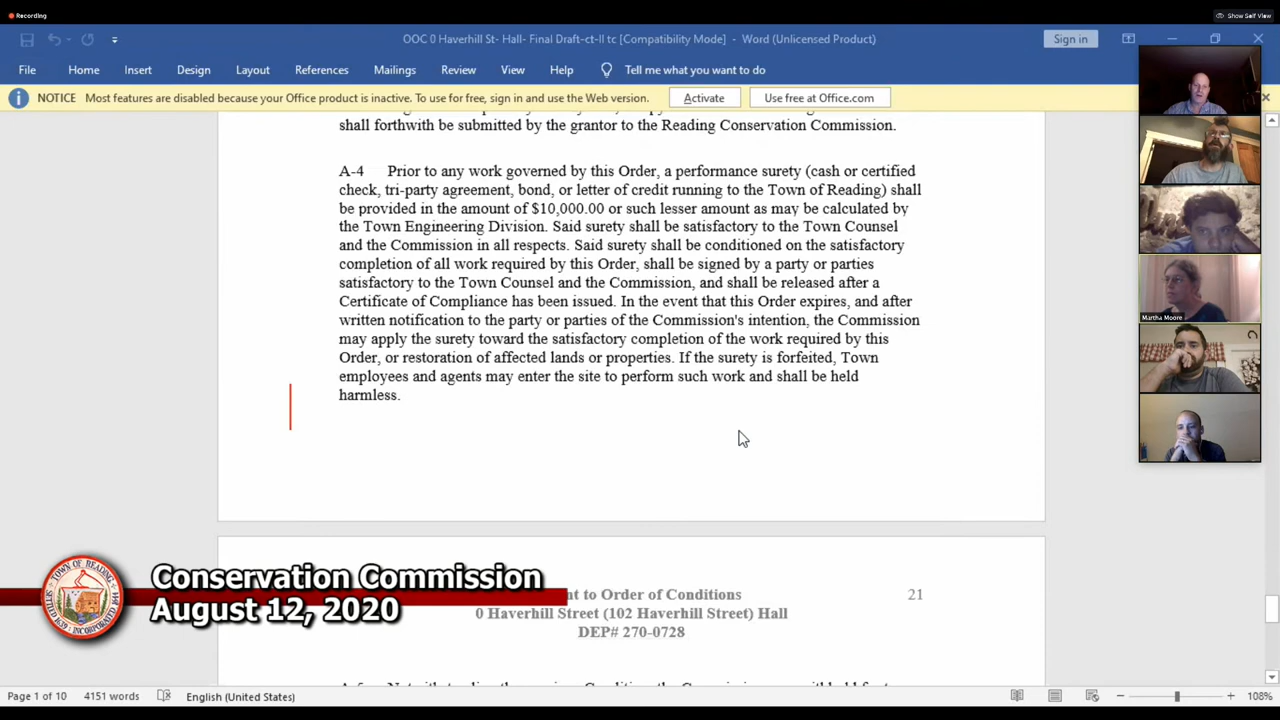 Recording
Show Self View
OOC 0 Haverhill St- Hall- Final Draft-ct-II tc [Compatibility Mode] - Word (Unlicensed Product)
Sign in
File Home Insert Design Layout References Mailings Review View Help Tell me what you want to do
NOTICE Most features are disabled because your Office product is inactive. To use for free, sign in and use the Web version. Activate Use free at Office.com
shall forthwith be submitted by the grantor to the Reading Conservation Commission.
A-4 Prior to any work governed by this Order, a performance surety (cash or certified
check, tri-party agreement, bond, or letter of credit running to the Town of Reading) shall
be provided in the amount of $10,000.00 or such lesser amount as may be calculated by
the Town Engineering Division. Said surety shall be satisfactory to the Town Counsel
and the Commission in all respects. Said surety shall be conditioned on the satisfactory
completion of all work required by this Order, shall be signed by a party or parties
satisfactory to the Town Counsel and the Commission, and shall be released after a
Certificate of Compliance has been issued. In the event that this Order expires, and after
written notification to the party or parties of the Commission's intention, the Commission
may apply the surety toward the satisfactory completion of the work required by this
Order, or restoration of affected lands or properties. If the surety is forfeited, Town
employees and agents may enter the site to perform such work and shall be held
harmless.
Martha Moore
TOWN OF READING
SETTLED 1639 INCORPORATED 1644
Conservation Commission
August 12, 2020
nt to Order of Conditions 21
0 Haverhill Street (102 Haverhill Street) Hall
DEP# 270-0728
Page 1 of 10 4151 words English (United States) 108%